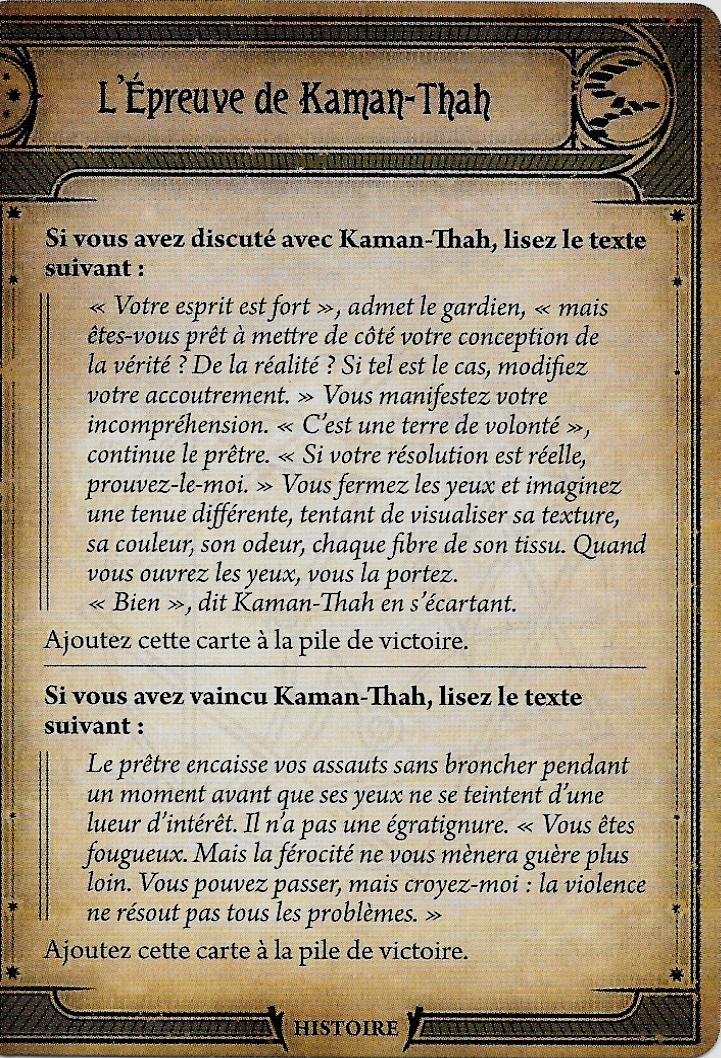 L'Épreuve de Kaman-Thah
Si vous avez discuté avec Kaman-Thah, lisez le texte
suivant :
« Votre esprit est fort », admet le gardien, « mais
êtes-vous prêt à mettre de côté votre conception de
la vérité ? De la réalité ? Si tel est le cas, modifiez
votre accoutrement. » Vous manifestez votre
incompréhension. « C'est une terre de volonté »,
continue le prêtre. « Si votre résolution est réelle,
prouvez-le-moi. » Vous fermez les yeux et imaginez
une tenue différente, tentant de visualiser sa texture,
sa couleur, son odeur, chaque fibre de son tissu. Quand
vous ouvrez les yeux, vous la portez.
« Bien », dit Kaman-Thah en s'écartant.
Ajoutez cette carte à la pile de victoire.
Si vous avez vaincu Kaman-Thah, lisez le texte
suivant :
Le prêtre encaisse vos assauts sans broncher pendant
un moment avant que ses yeux ne se teintent d'une
lueur d'intérêt. Il n'a pas une égratignure. « Vous êtes
fougueux. Mais la férocité ne vous mènera guère plus
loin. Vous pouvez passer, mais croyez-moi : la violence
ne résout pas tous les problèmes. »
Ajoutez cette carte à la pile de victoire.
HISTOIRE